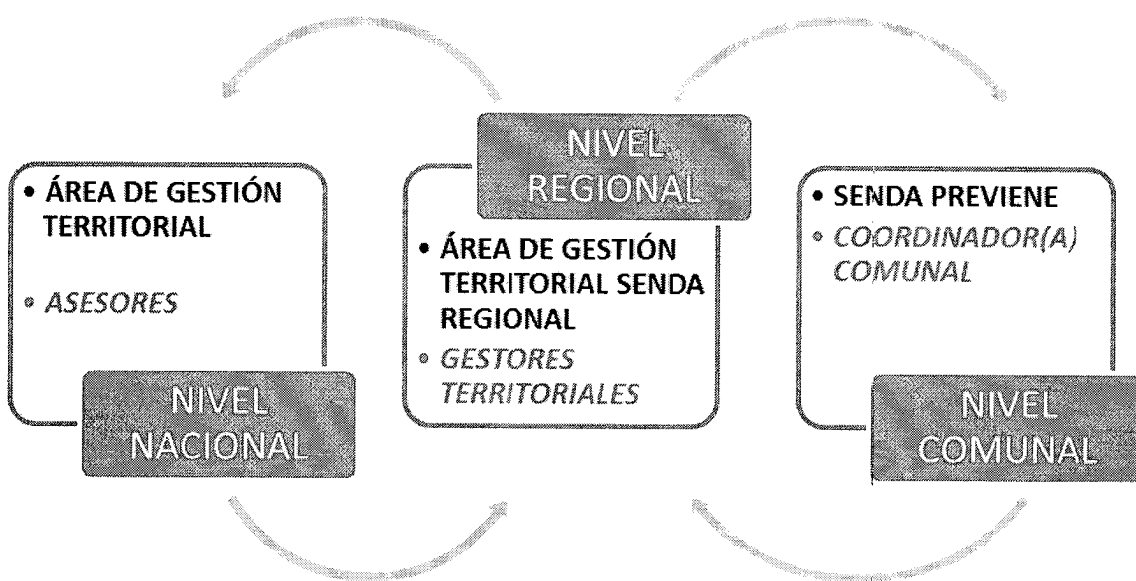 • ÁREA DE GESTIÓN
TERRITORIAL
• ASESORES
NIVEL
NACIONAL
NIVEL
REGIONAL
• ÁREA DE GESTIÓN
TERRITORIAL SENDA
REGIONAL
• GESTORES
TERRITORIALES
• SENDA PREVIENE
• COORDINADOR(A)
COMUNAL
NIVEL
COMUNAL